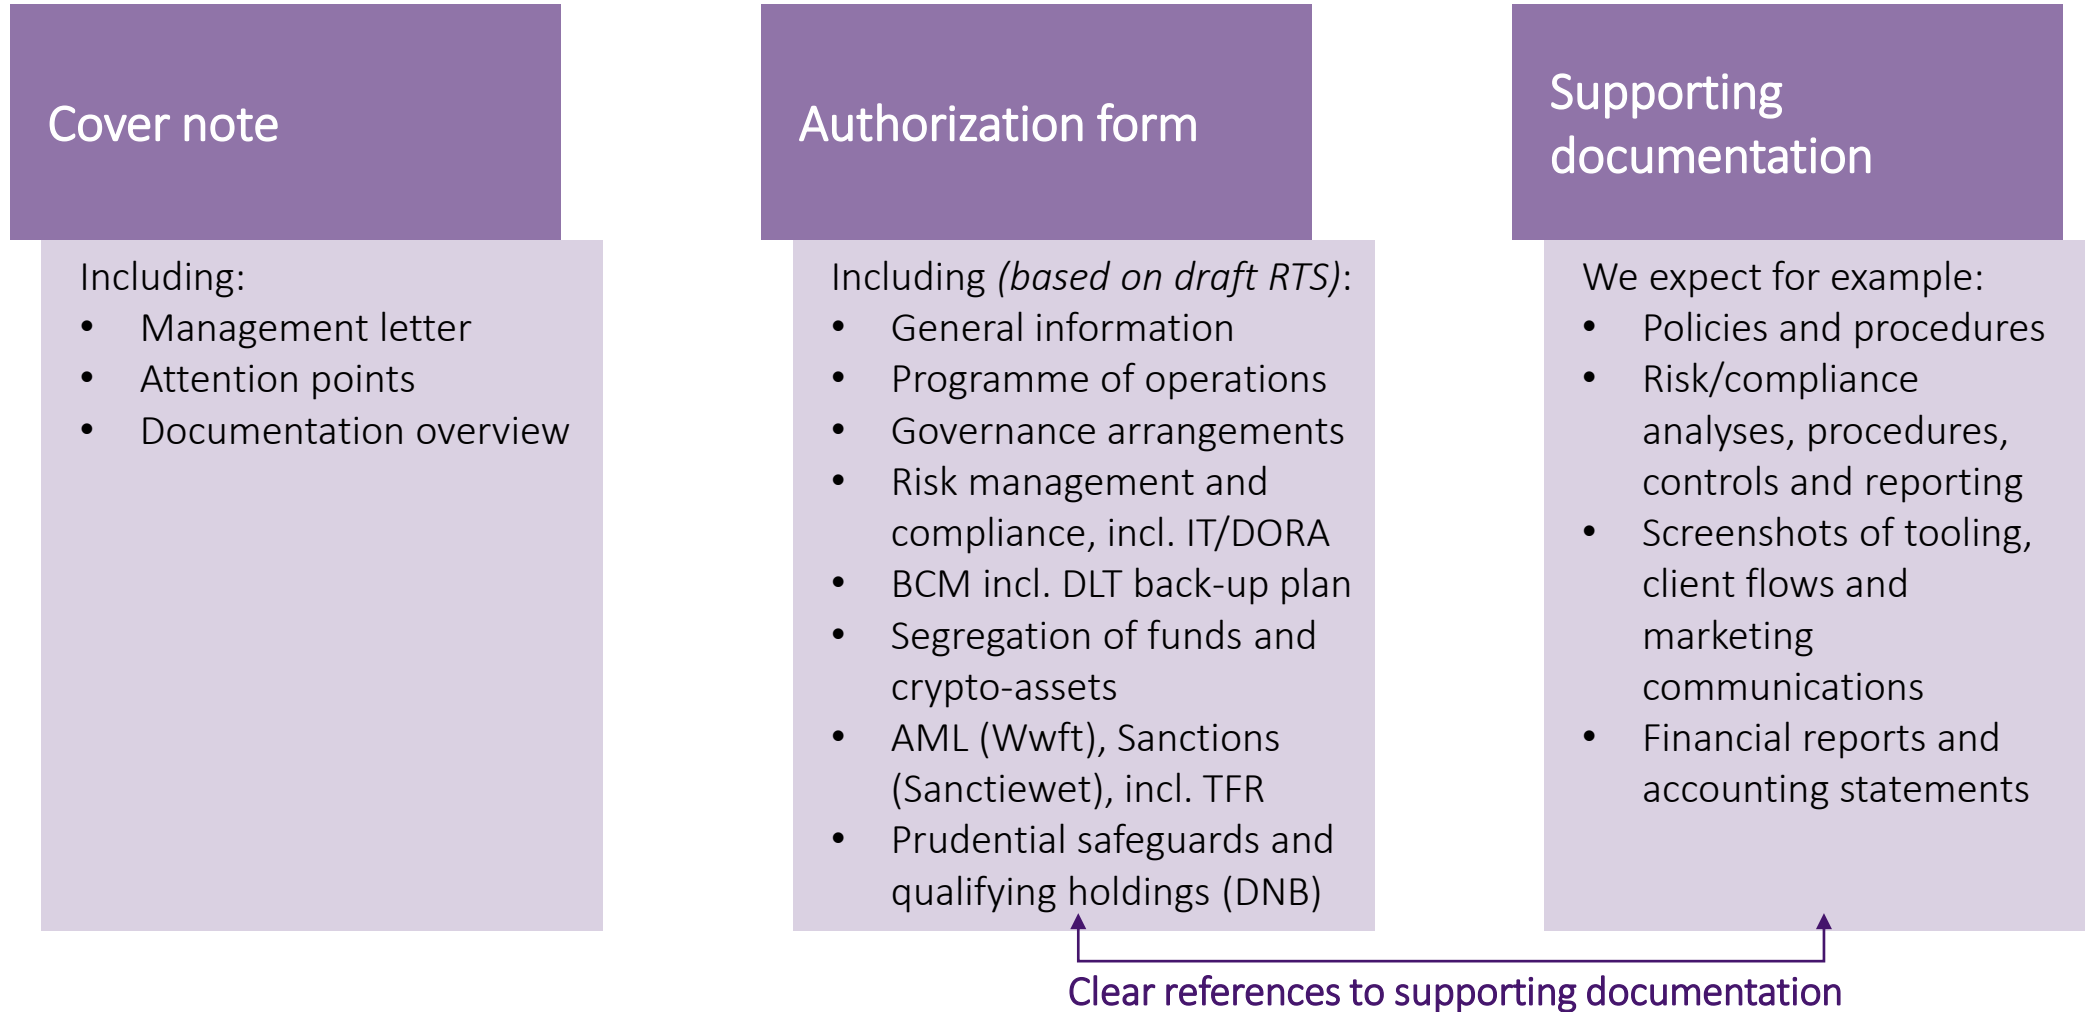 Cover note
Including:
• Management letter
• Attention points
• Documentation overview
Authorization form
Including (based on draft RTS):
• General information
• Programme of operations
• Governance arrangements
• Risk management and
compliance, incl. IT/DORA
• BCM incl. DLT back-up plan
• Segregation of funds and
crypto-assets
• AML (Wwft), Sanctions
(Sanctiewet), incl. TFR
• Prudential safeguards and
qualifying holdings (DNB)
Supporting
documentation
We expect for example:
• Policies and procedures
• Risk/compliance
analyses, procedures,
controls and reporting
• Screenshots of tooling,
client flows and
marketing
communications
• Financial reports and
accounting statements
Clear references to supporting documentation